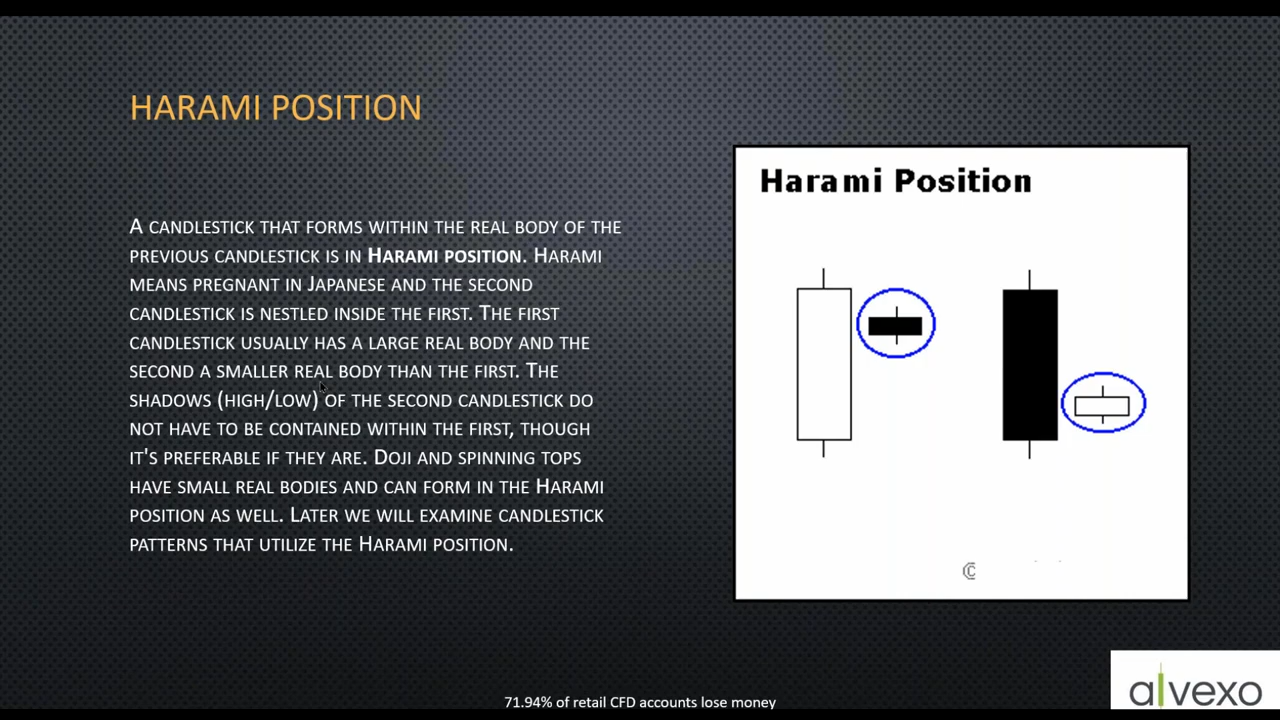 HARAMI POSITION
A CANDLESTICK THAT FORMS WITHIN THE REAL BODY OF THE
PREVIOUS CANDLESTICK IS IN HARAMI POSITION. HARAMI
MEANS PREGNANT IN JAPANESE AND THE SECOND
CANDLESTICK IS NESTLED INSIDE THE FIRST. THE FIRST
CANDLESTICK USUALLY HAS A LARGE REAL BODY AND THE
SECOND A SMALLER REAL BODY THAN THE FIRST. THE
SHADOWS (HIGH/LOW) OF THE SECOND CANDLESTICK DO
NOT HAVE TO BE CONTAINED WITHIN THE FIRST, THOUGH
IT'S PREFERABLE IF THEY ARE. DOJI AND SPINNING TOPS
HAVE SMALL REAL BODIES AND CAN FORM IN THE HARAMI
POSITION AS WELL. LATER WE WILL EXAMINE CANDLESTICK
PATTERNS THAT UTILIZE THE HARAMI POSITION.
Harami Position
©
alvexo
71.94% of retail CFD accounts lose money